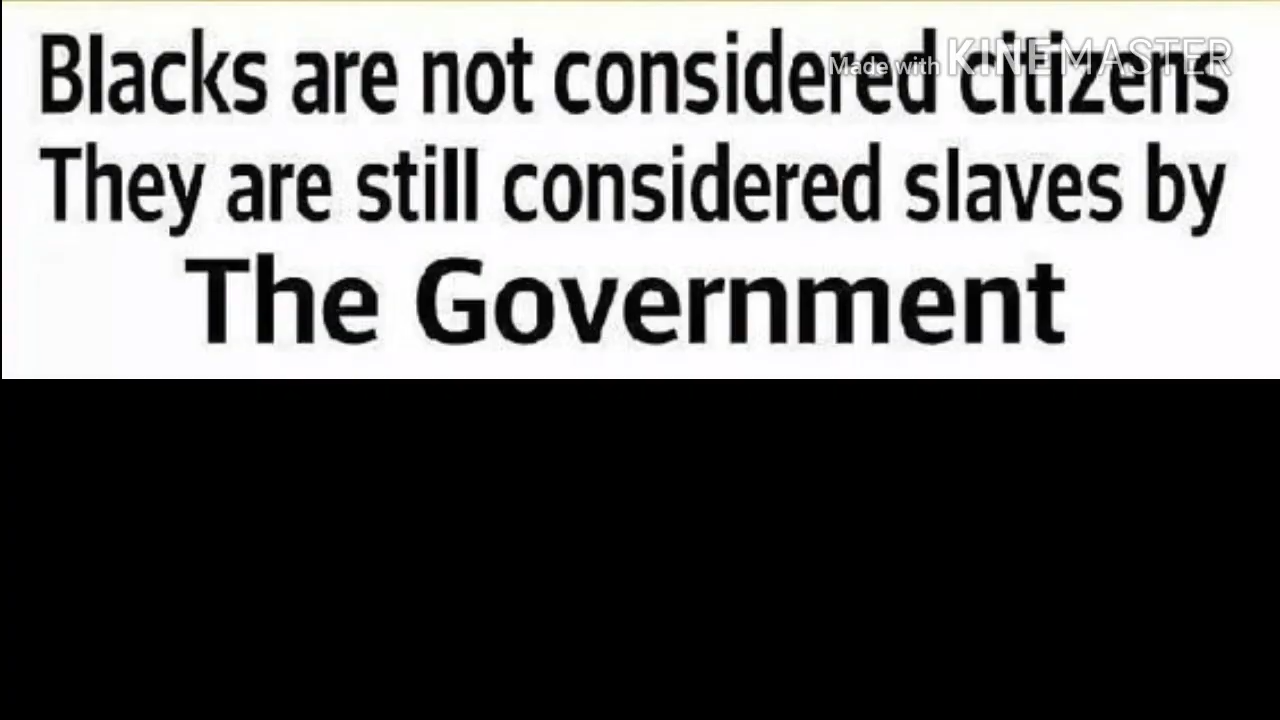 Blacks are not considered citizens
Made with KINEMASTER
They are still considered slaves by
The Government